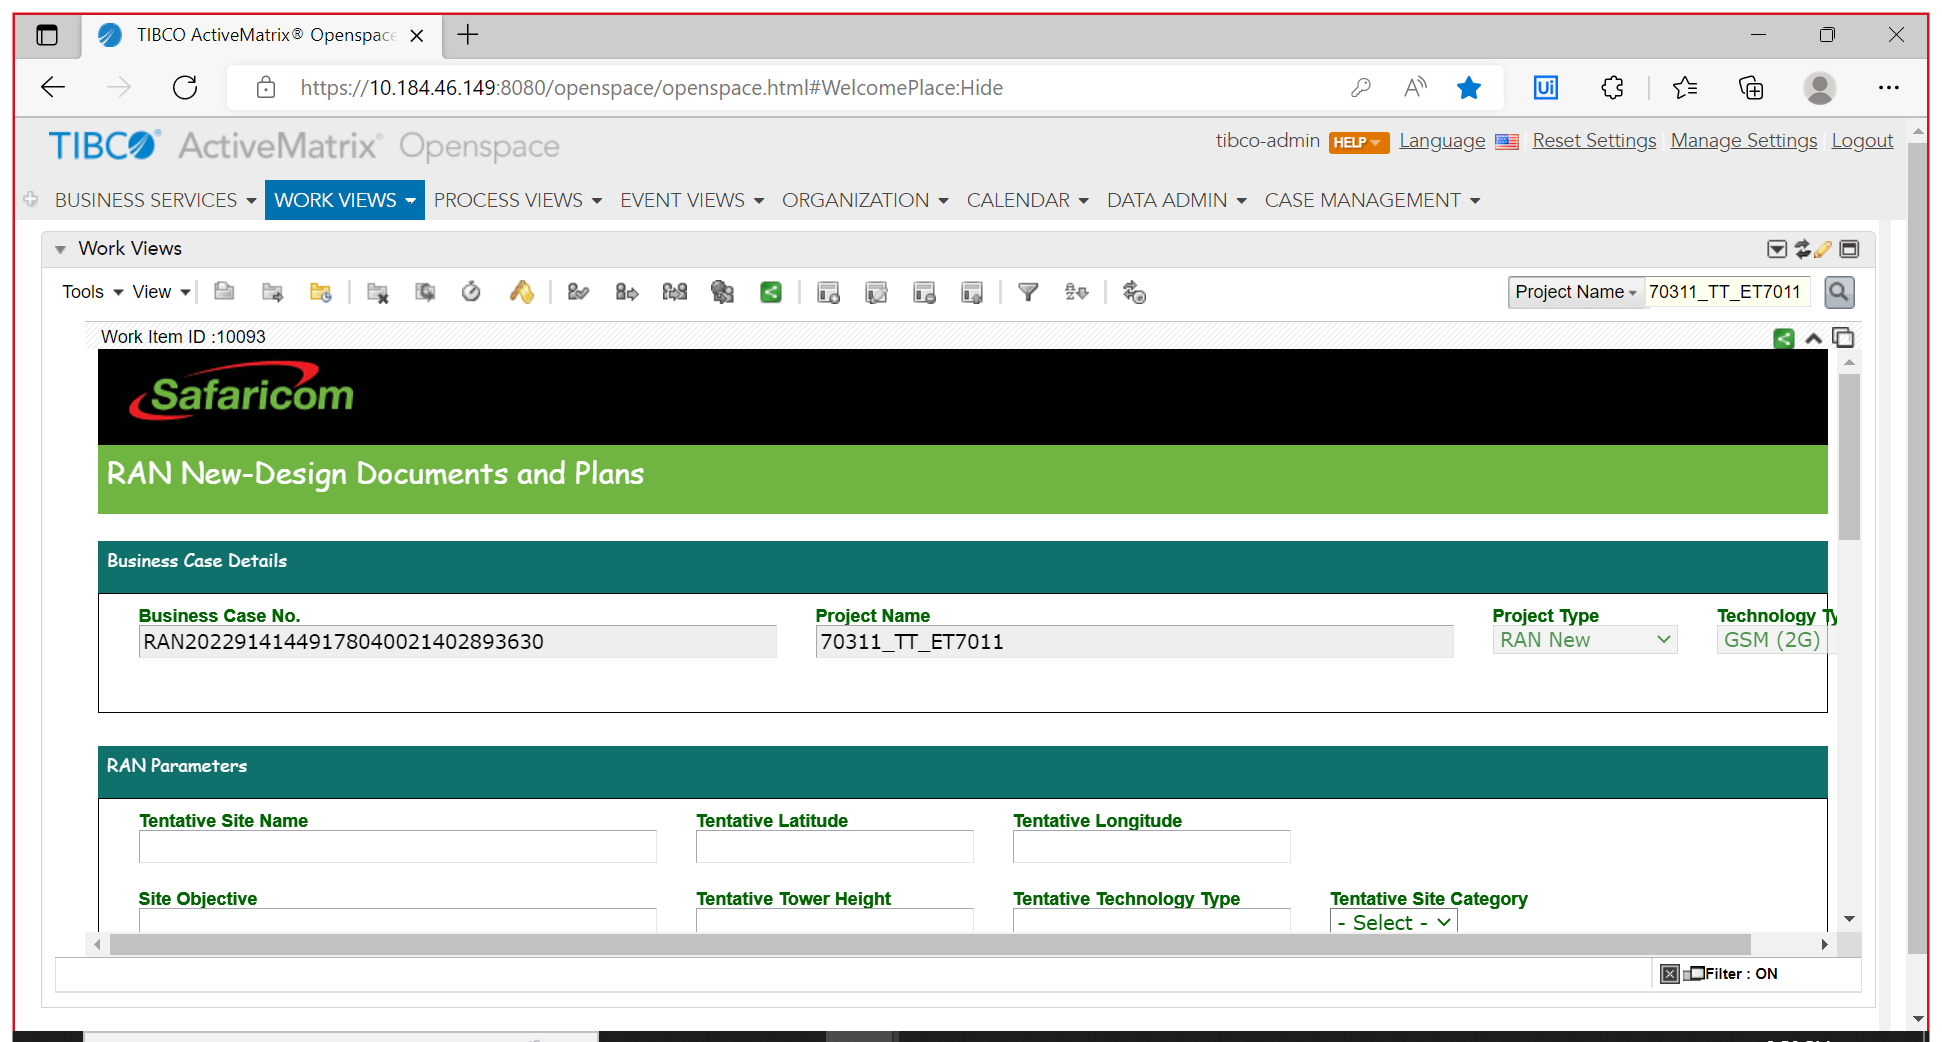 TIBCO ActiveMatrix® Openspace
https://10.184.46.149:8080/openspace/openspace.html#WelcomePlace:Hide
TIBCO® ActiveMatrix® Openspace
tibco-admin HELP Language Reset Settings Manage Settings Logout
BUSINESS SERVICES WORK VIEWS PROCESS VIEWS EVENT VIEWS ORGANIZATION CALENDAR DATA ADMIN CASE MANAGEMENT
Work Views
Tools View Project Name 70311_TT_ET7011
Work Item ID :10093
Safaricom
RAN New-Design Documents and Plans
Business Case Details
Business Case No. Project Name Project Type Technology Ty
RAN20229141449178040021402893630 70311_TT_ET7011 RAN New GSM (2G)
RAN Parameters
Tentative Site Name Tentative Latitude Tentative Longitude
Site Objective Tentative Tower Height Tentative Technology Type Tentative Site Category
- Select -
Filter : ON